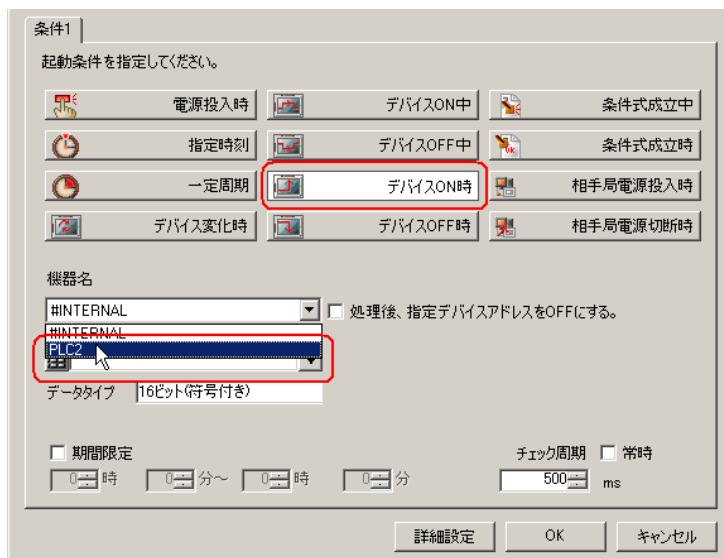 条件1
起動条件を指定してください。
電源投入時 デバイスON中 条件式成立中
指定時刻 デバイスOFF中 条件式成立時
一定周期 デバイスON時 相手局電源投入時
デバイス変化時 デバイスOFF時 相手局電源切断時
機器名
#INTERNAL 処理後、指定デバイスアドレスをOFFにする。
#INTERNAL
PLC2
データタイプ 16ビット(符号付き)
期間限定 チェック周期 常時
0 時 0 分～ 0 時 0 分 500 ms
詳細設定 OK キャンセル